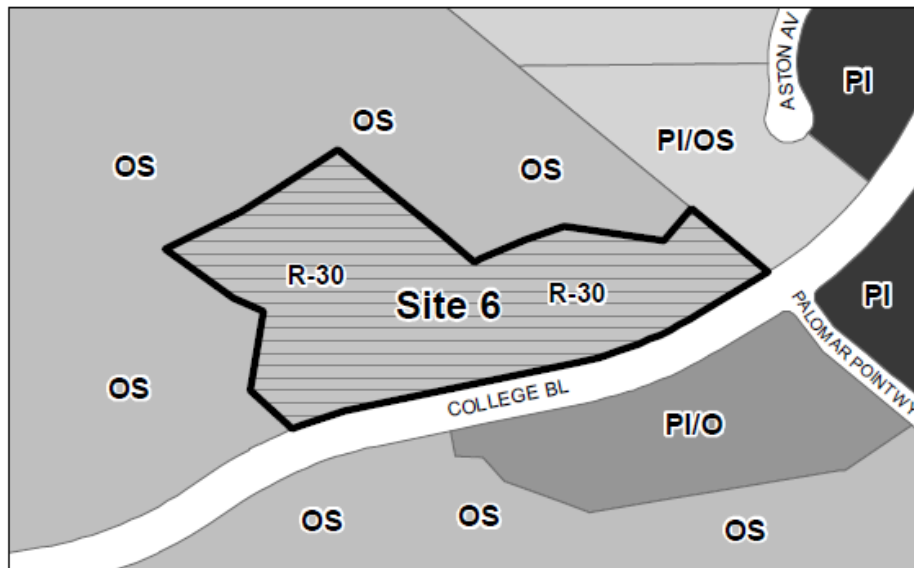 ASTON AV
PI
OS
PI/OS
OS
OS
R-30
R-30
Site 6
PI
PALOMAR POINT WY
OS
COLLEGE BL
PI/O
OS
OS
OS